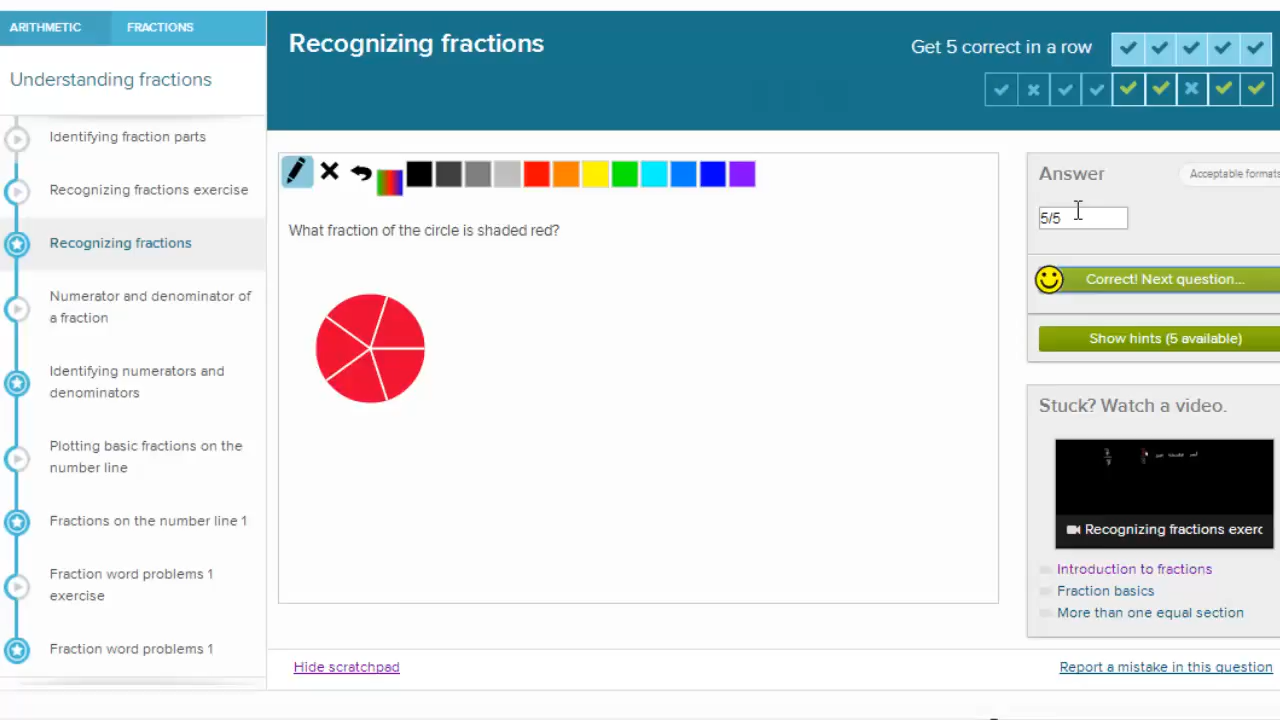 ARITHMETIC
FRACTIONS
Understanding fractions
Identifying fraction parts
Recognizing fractions exercise
Recognizing fractions
Numerator and denominator of
a fraction
Identifying numerators and
denominators
Plotting basic fractions on the
number line
Fractions on the number line 1
Fraction word problems 1
exercise
Fraction word problems 1
Recognizing fractions
Get 5 correct in a row
What fraction of the circle is shaded red?
Hide scratchpad
Answer
Acceptable formats
5/5
Correct! Next question...
Show hints (5 available)
Stuck? Watch a video.
Recognizing fractions exerc
Introduction to fractions
Fraction basics
More than one equal section
Report a mistake in this question